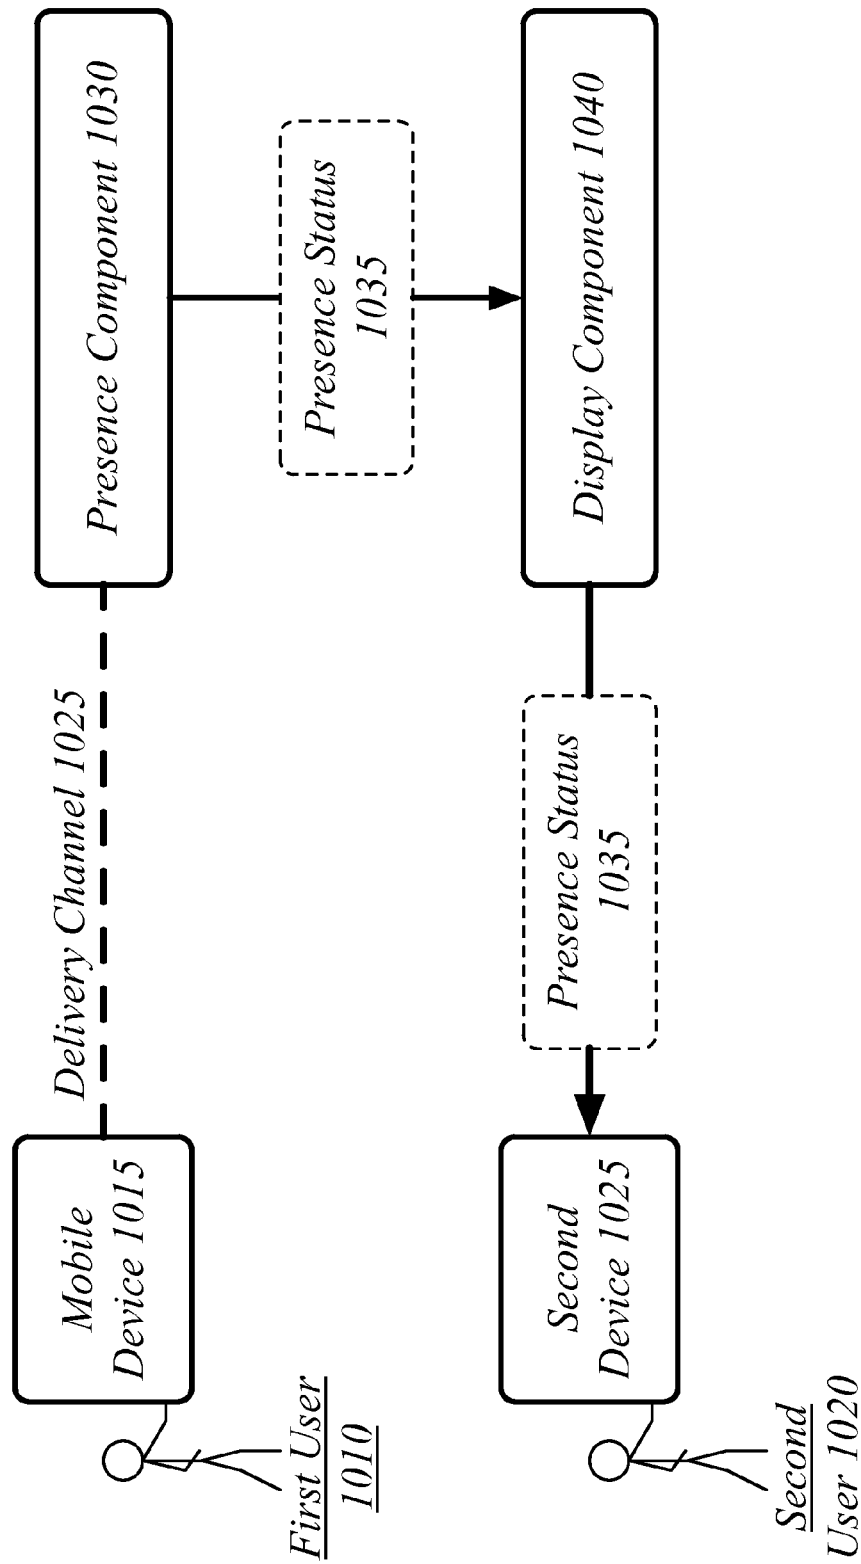 Mobile
Device 1015
Delivery Channel 1025
Presence Component 1030
First User
1010
Presence Status
1035
Second
Device 1025
Presence Status
1035
Display Component 1040
Second
User 1020